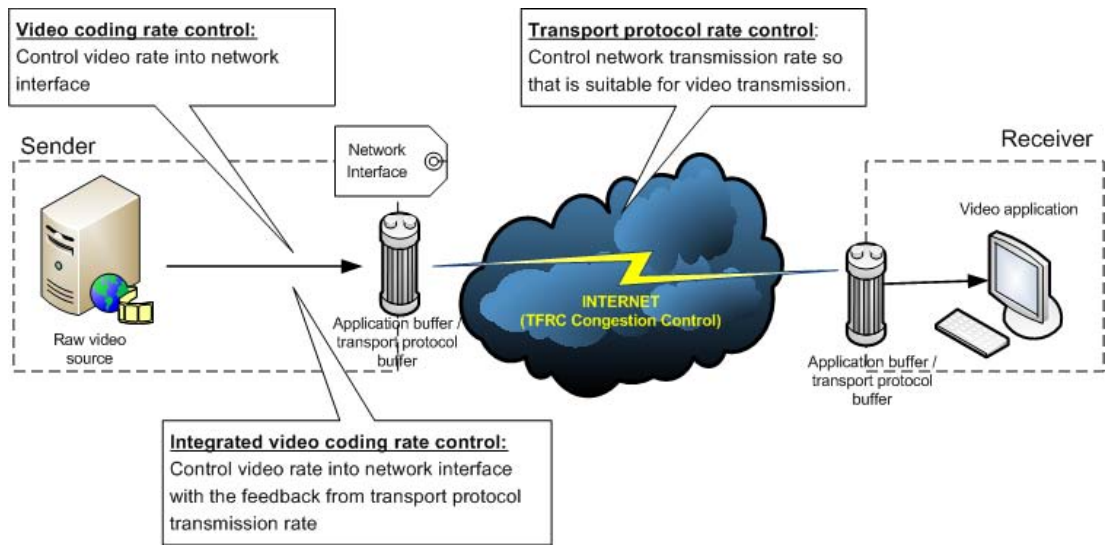 Video coding rate control:
Control video rate into network
interface
Transport protocol rate control:
Control network transmission rate so
that is suitable for video transmission.
Sender
Network
Interface
Receiver
Video application
Raw video
source
Application buffer /
transport protocol
buffer
INTERNET
(TFRC Congestion Control)
Application buffer /
transport protocol
buffer
Integrated video coding rate control:
Control video rate into network interface
with the feedback from transport protocol
transmission rate